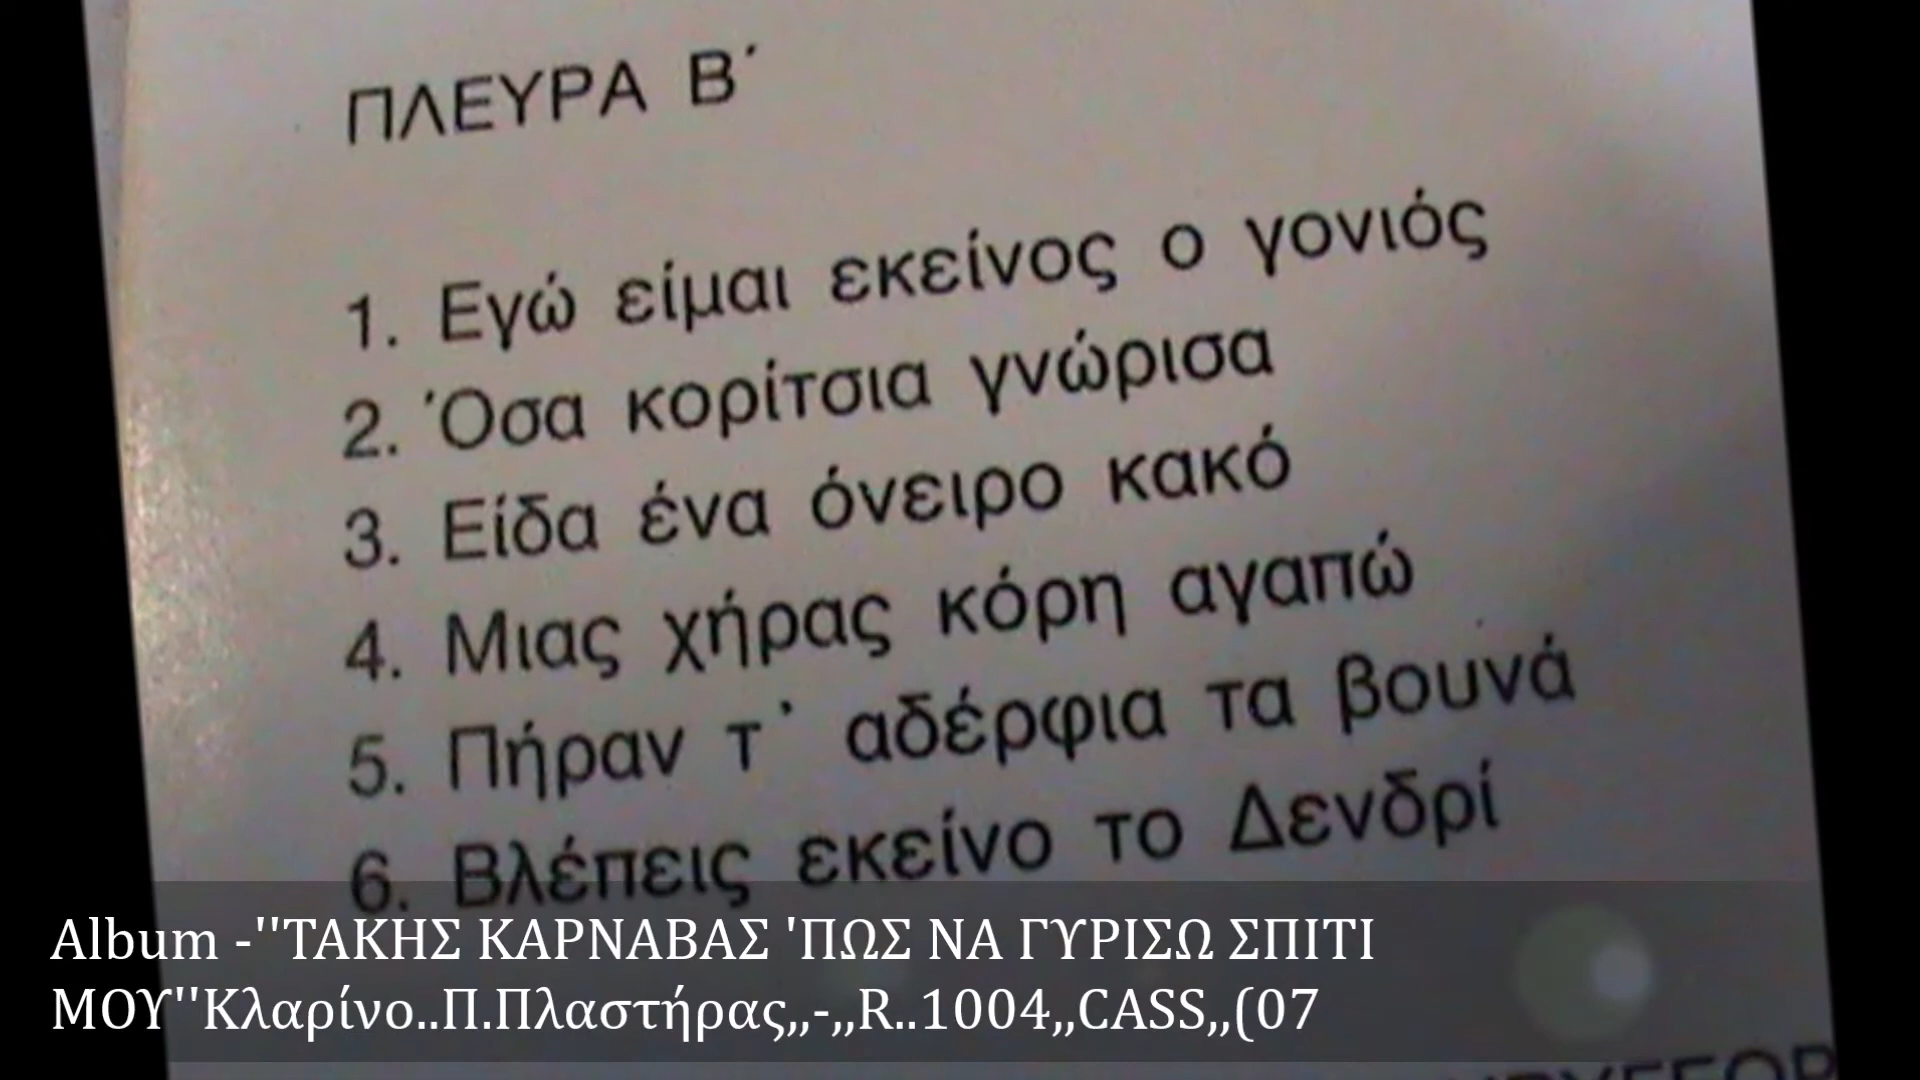 ΠΛΕΥΡΑ Β΄
1. Εγώ είμαι εκείνος ο γονιός
2. Όσα κορίτσια γνώρισα
3. Είδα ένα όνειρο κακό
4. Μιας χήρας κόρη αγαπώ
5. Πήραν τ᾽ αδέρφια τα βουνά
6. Βλέπεις εκείνο το Δενδρί
Album -''ΤΑΚΗΣ ΚΑΡΝΑΒΑΣ 'ΠΩΣ ΝΑ ΓΥΡΙΣΩ ΣΠΙΤΙ
ΜΟΥ''Κλαρίνο..Π.Πλαστήρας,,-,,R..1004,,CASS,,(07